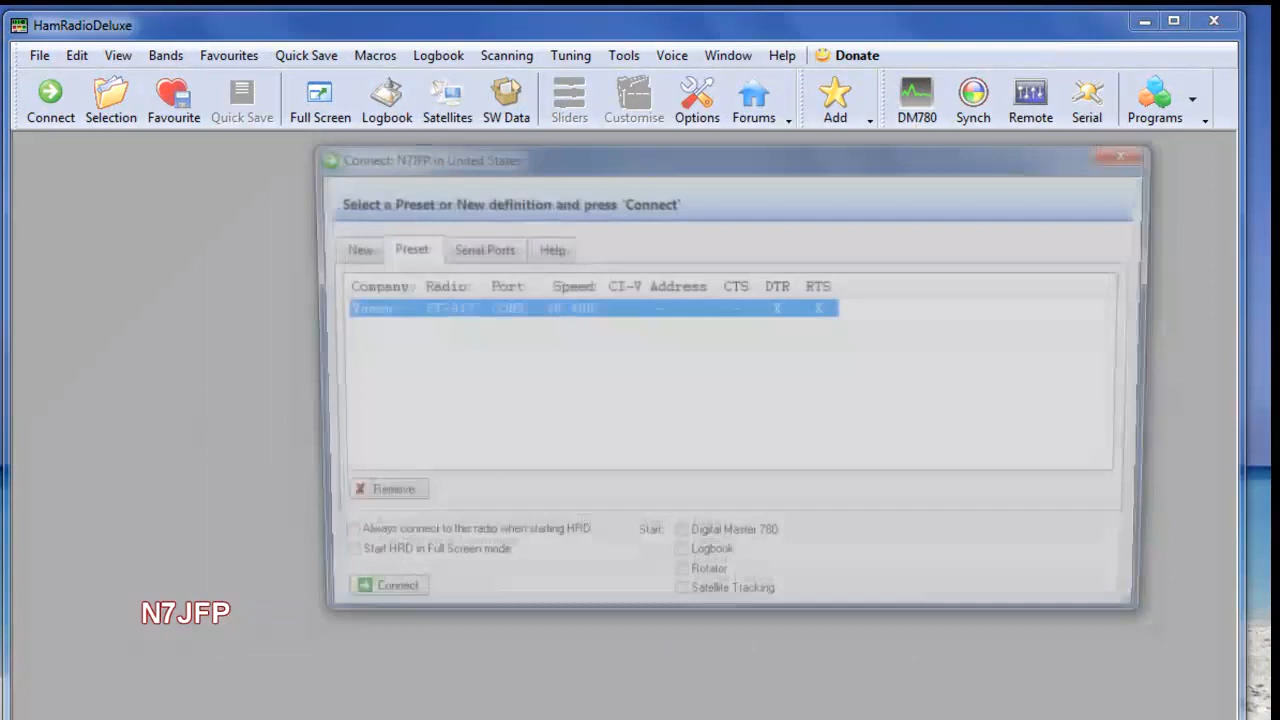 HamRadioDeluxe
File Edit View Bands Favourites Quick Save Macros Logbook Scanning Tuning Tools Voice Window Help Donate
Connect Selection Favourite Quick Save Full Screen Logbook Satellites SW Data Sliders Customise Options Forums Add DM780 Synch Remote Serial Programs
Connect: N7JFP in United States
Select a Preset or New definition and press 'Connect'
New Preset Serial Ports Help
Company Radio Port Speed CI-V Address CTS DTR RTS
- - X X
Remove
Always connect to this radio when starting HRD Start: Digital Master 780
Start HRD in Full Screen mode Logbook
Rotator
Connect Satellite Tracking
N7JFP